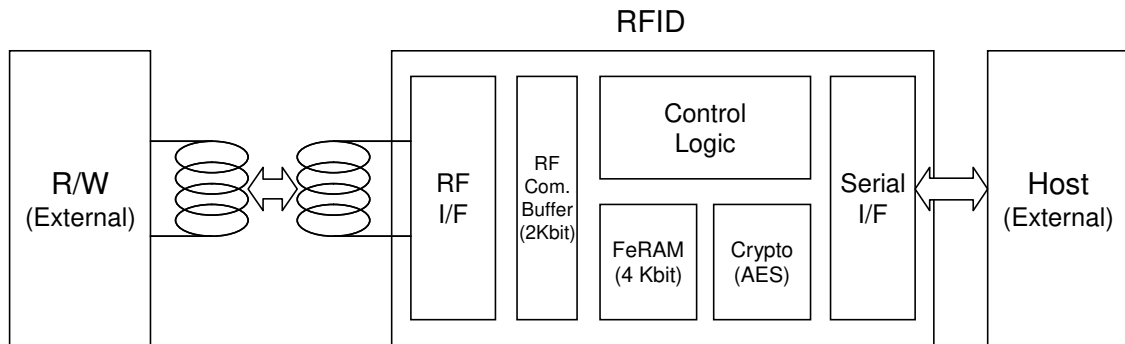 RFID
R/W
(External)
RF
I/F
RF
Com.
Buffer
(2Kbit)
Control
Logic
FeRAM
(4 Kbit)
Crypto
(AES)
Serial
I/F
Host
(External)